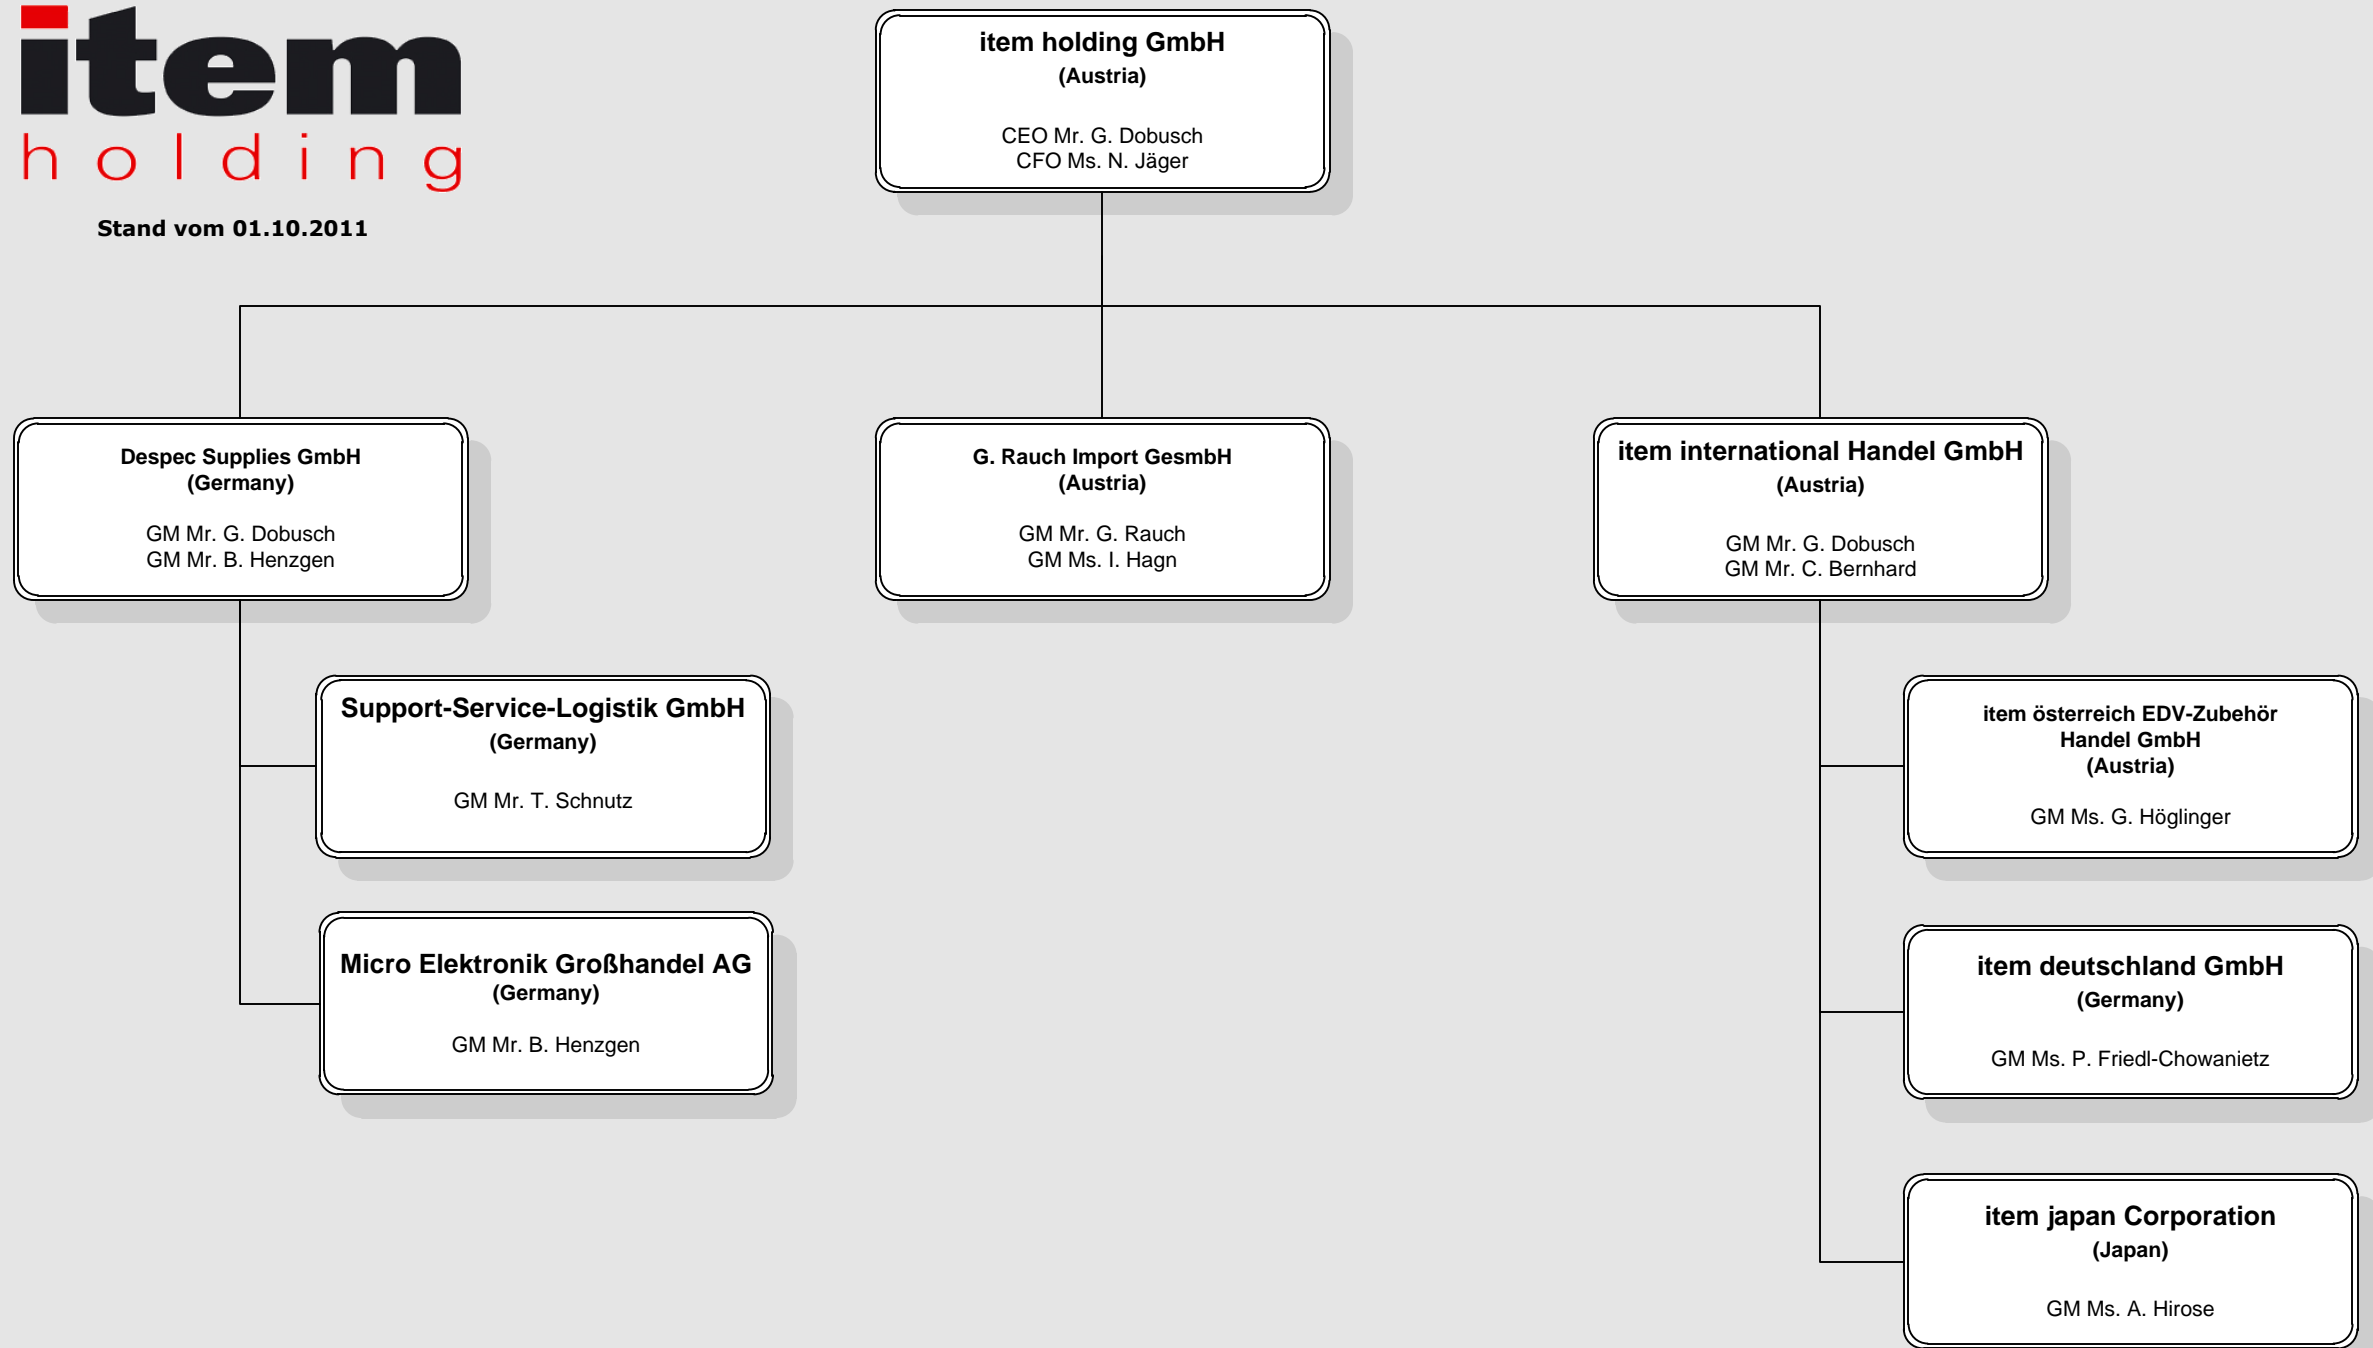 item
holding
Stand vom 01.10.2011
item holding GmbH
(Austria)
CEO Mr. G. Dobusch
CFO Ms. N. Jäger
Despec Supplies GmbH
(Germany)
GM Mr. G. Dobusch
GM Mr. B. Henzgen
G. Rauch Import GesmbH
(Austria)
GM Mr. G. Rauch
GM Ms. I. Hagn
item international Handel GmbH
(Austria)
GM Mr. G. Dobusch
GM Mr. C. Bernhard
Support-Service-Logistik GmbH
(Germany)
GM Mr. T. Schnutz
Micro Elektronik Großhandel AG
(Germany)
GM Mr. B. Henzgen
item österreich EDV-Zubehör
Handel GmbH
(Austria)
GM Ms. G. Höglinger
item deutschland GmbH
(Germany)
GM Ms. P. Friedl-Chowanietz
item japan Corporation
(Japan)
GM Ms. A. Hirose